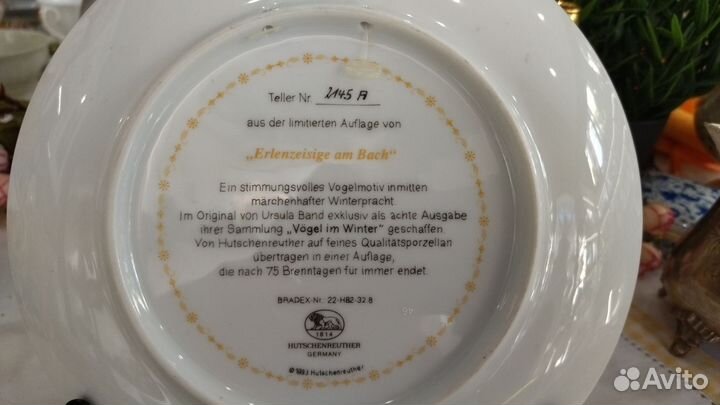 Teller Nr. 2145 A
aus der limitierten Auflage von
„Erlenzeisige am Bach"
Ein stimmungsvolles Vogelmotiv inmitten
märchenhafter Winterpracht.
Im Original von Ursula Band exklusiv als achte Ausgabe
ihrer Sammlung „Vögel im Winter" geschaffen.
Von Hutschenreuther auf feines Qualitätsporzellan
übertragen in einer Auflage,
die nach 75 Brenntagen für immer endet.
BRADEX-Nr. 22-H82-32.8
1814
HUTSCHENREUTHER
GERMANY
Hutschenreuther
Avito